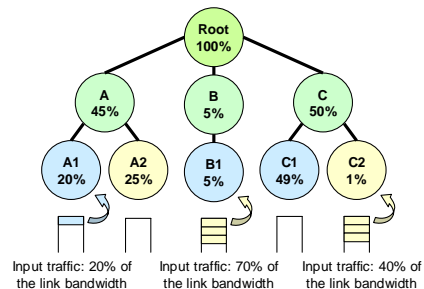 Root
100%
A
45%
B
5%
C
50%
A1
20%
A2
25%
B1
5%
C1
49%
C2
1%
Input traffic: 20% of
the link bandwidth
Input traffic: 70% of
the link bandwidth
Input traffic: 40% of
the link bandwidth